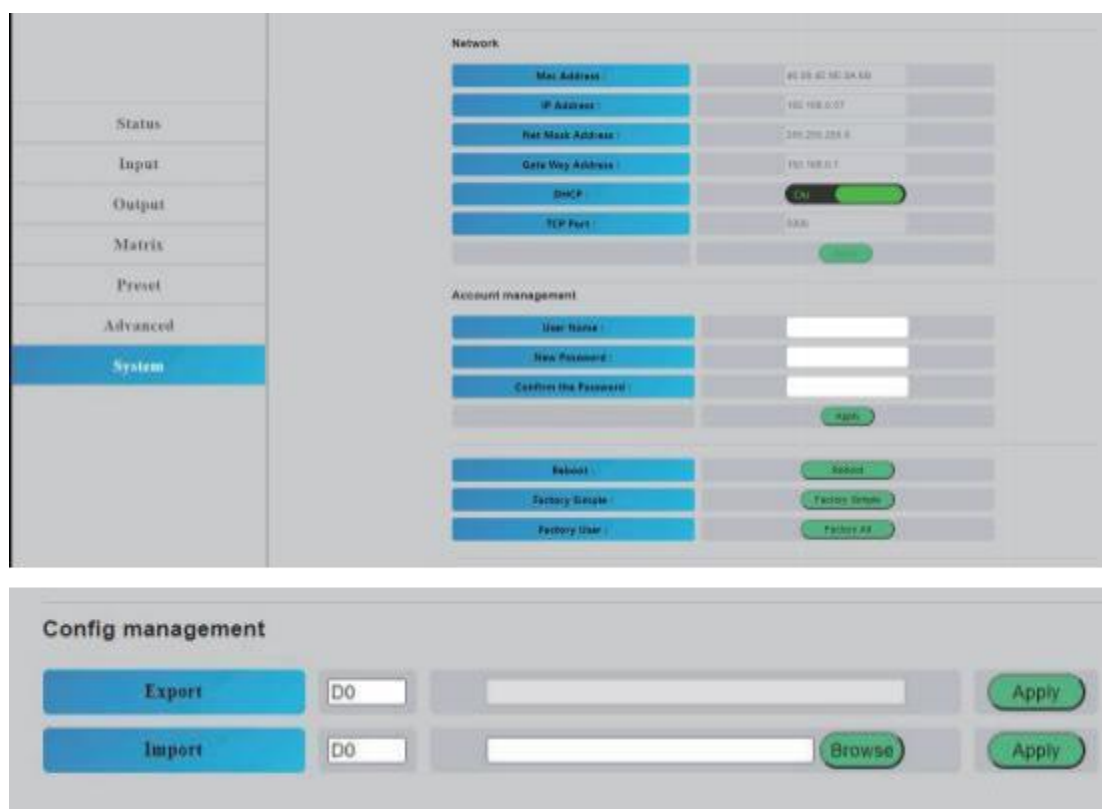 Network
Mac Address :
IP Address :
Net Mask Address :
Gate Way Address :
DHCP :
On
TCP Port :
Status
Input
Output
Matrix
Preset
Advanced
System
Account management
User Name :
New Password :
Confirm the Password :
Apply
Reboot :
Reboot
Factory Simple :
Factory Simple
Factory User :
Factory All
Config management
Export
D0
Apply
Import
D0
Browse
Apply